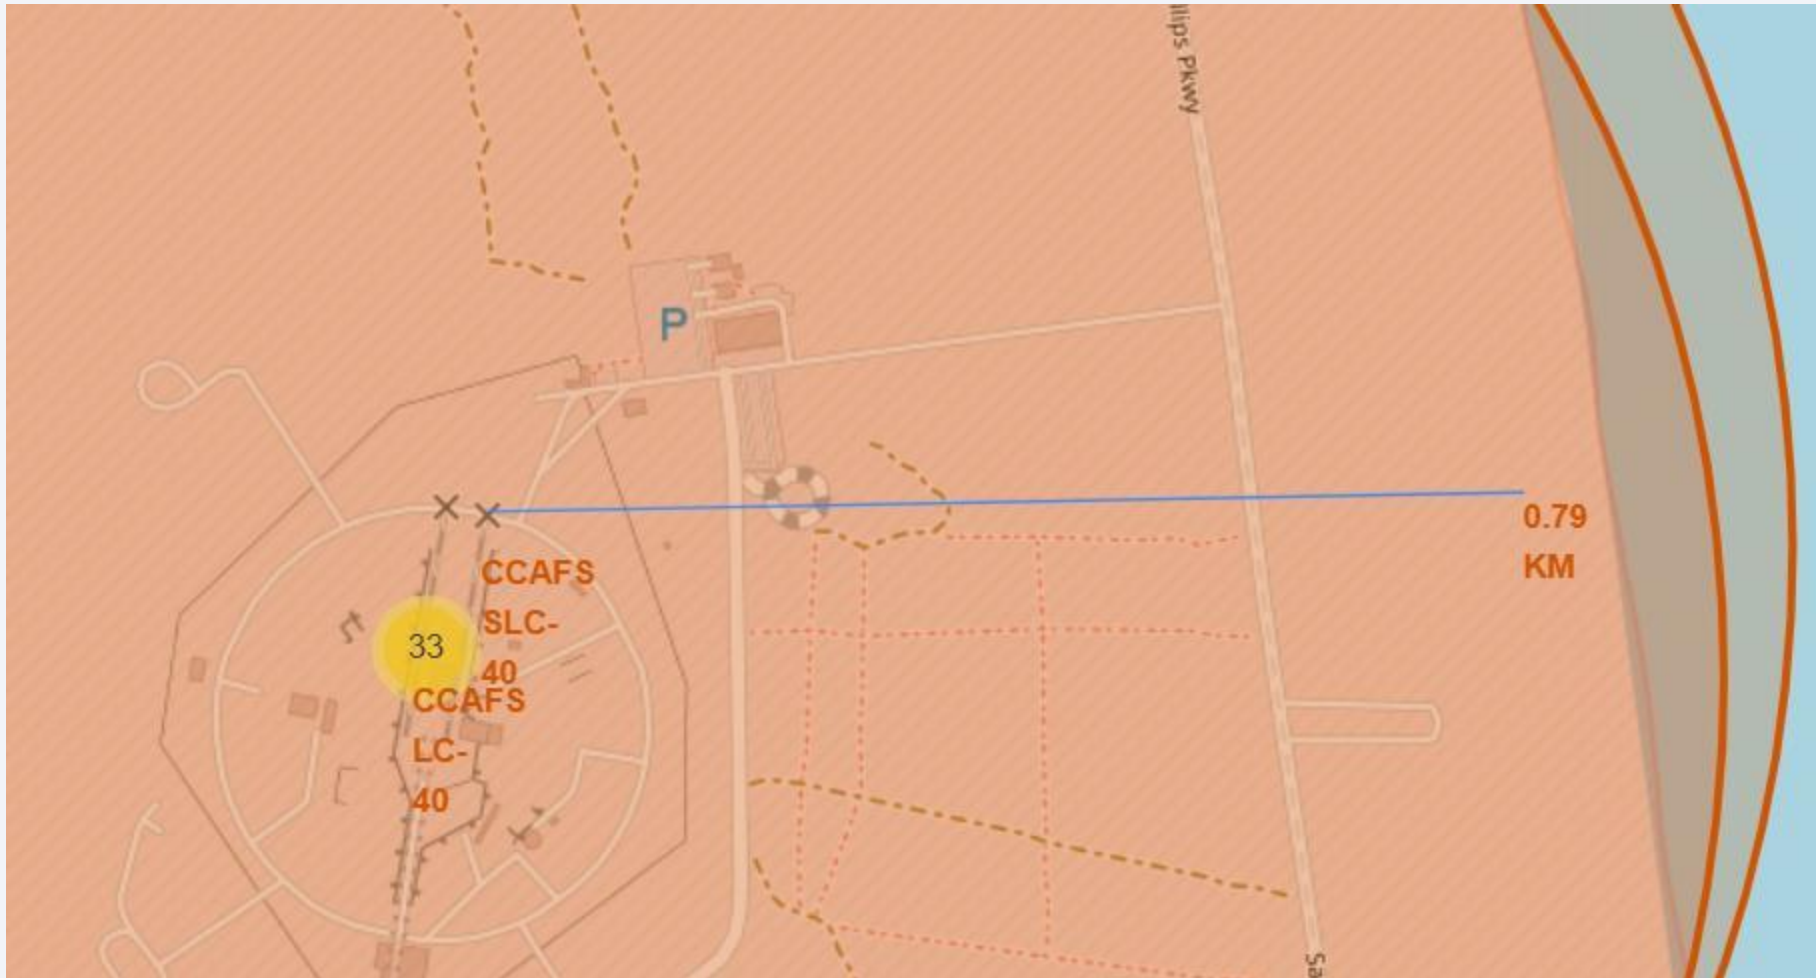 llips Pkwy
P
0.79
KM
CCAFS
SLC-
40
33
CCAFS
LC-
40
Sa